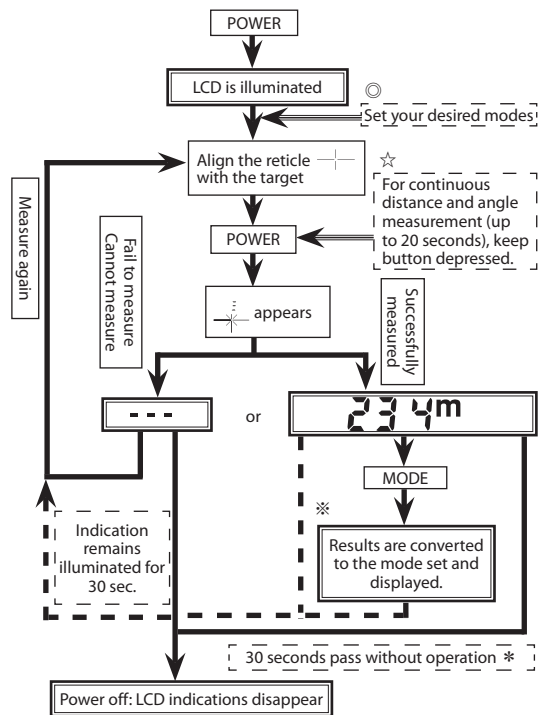 POWER
LCD is illuminated ◎
Set your desired modes
Align the reticle
with the target
☆
For continuous
distance and angle
measurement (up
to 20 seconds), keep
button depressed.
POWER
Measure again
Fail to measure
Cannot measure
appears
Successfully
measured
---
or
234m
MODE
※
Indication
remains
illuminated for
30 sec.
Results are converted
to the mode set and
displayed.
30 seconds pass without operation *
Power off: LCD indications disappear